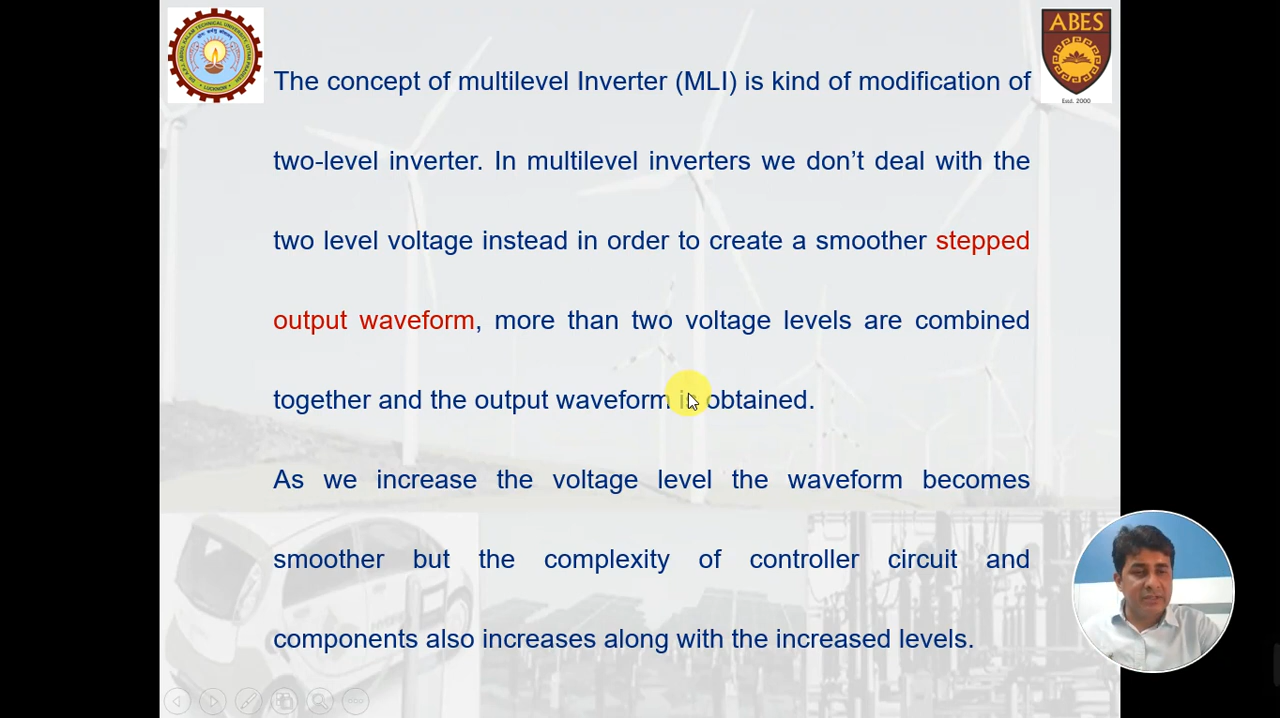 The concept of multilevel Inverter (MLI) is kind of modification of
two-level inverter. In multilevel inverters we don’t deal with the
two level voltage instead in order to create a smoother stepped
output waveform, more than two voltage levels are combined
together and the output waveform is obtained.
As we increase the voltage level the waveform becomes
smoother but the complexity of controller circuit and
components also increases along with the increased levels.
ABES
Estd. 2000